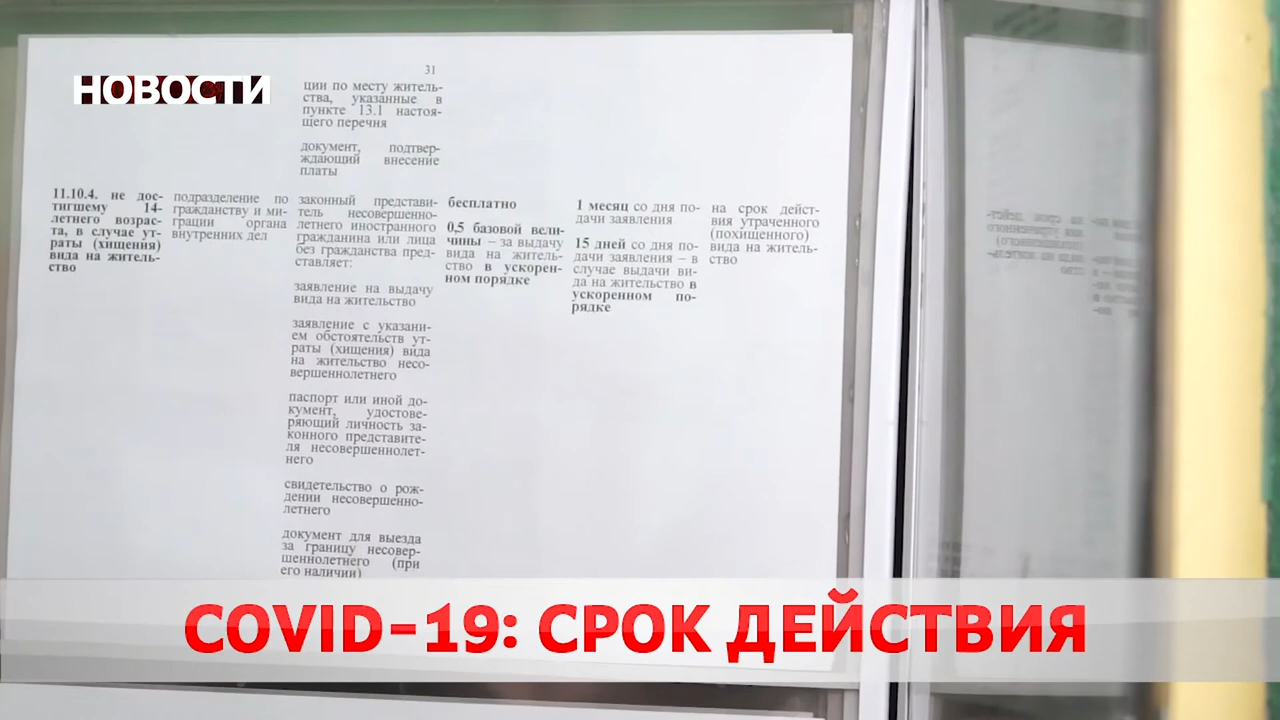 НОВОСТИ
31
ции по месту житель-
ства, указанные в
пункте 13.1 настоя-
щего перечня
документ, подтвер-
ждающий внесение
платы
11.10.4. не дос-
тигшему 14-
летнего возрас-
та, в случае ут-
раты (хищения)
вида на житель-
ство
подразделение по
гражданству и ми-
грации органа
внутренних дел
законный представи-
тель несовершенно-
летнего иностранного
гражданина или лица
без гражданства пред-
ставляет:
заявление на выдачу
вида на жительство
заявление с указани-
ем обстоятельств ут-
раты (хищения) вида
на жительство несо-
вершеннолетнего
паспорт или иной до-
кумент, удостове-
ряющий личность за-
конного представите-
ля несовершеннолет-
него
свидетельство о рож-
дении несовершенно-
летнего
документ для выезда
за границу несовер-
шеннолетнего (при
его наличии)
бесплатно
0,5 базовой вели-
чины – за выдачу
вида на житель-
ство в ускорен-
ном порядке
1 месяц со дня по-
дачи заявления
15 дней со дня по-
дачи заявления – в
случае выдачи ви-
да на жительство в
ускоренном по-
рядке
на срок дейст-
вия утраченного
(похищенного)
вида на житель-
ство
COVID-19: СРОК ДЕЙСТВИЯ